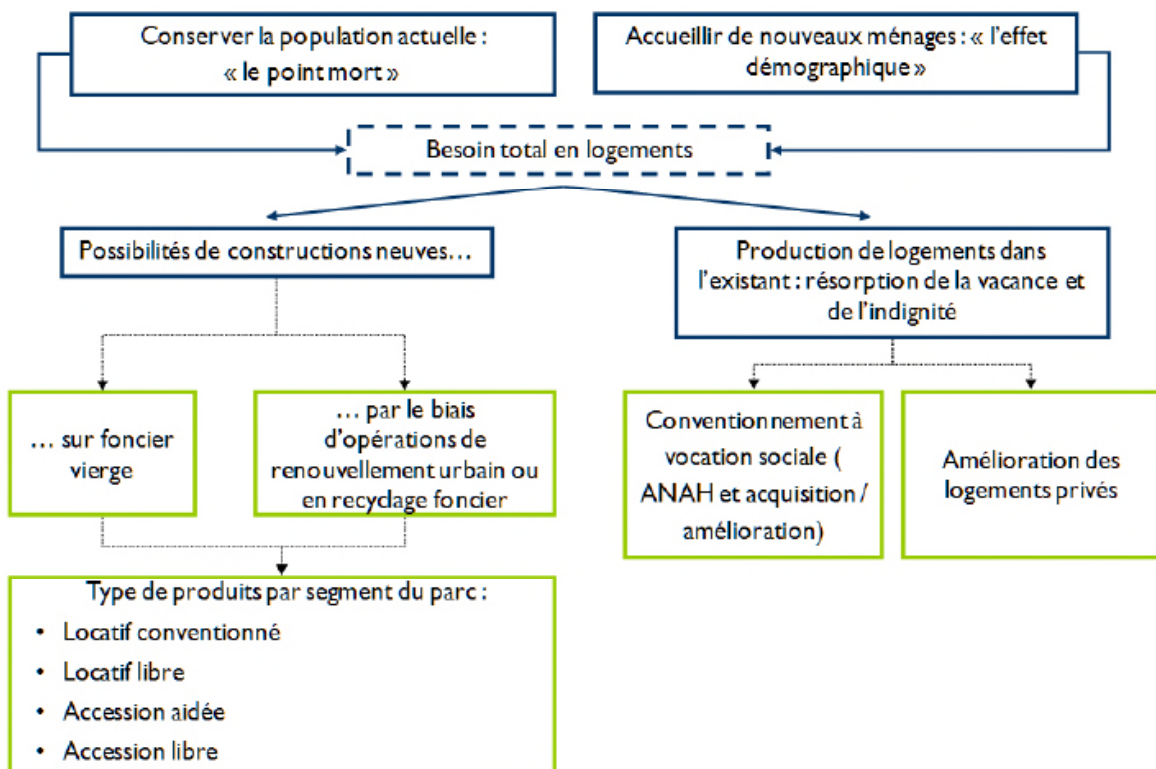 Conserver la population actuelle :
« le point mort »
Accueillir de nouveaux ménages : « l'effet
démographique »
Besoin total en logements
Possibilités de constructions neuves…
Production de logements dans
l'existant : résorption de la vacance et
de l'indignité
… sur foncier
vierge
… par le biais
d'opérations de
renouvellement urbain ou
en recyclage foncier
Conventionnement à
vocation sociale (
ANAH et acquisition /
amélioration)
Amélioration des
logements privés
Type de produits par segment du parc :
• Locatif conventionné
• Locatif libre
• Accession aidée
• Accession libre